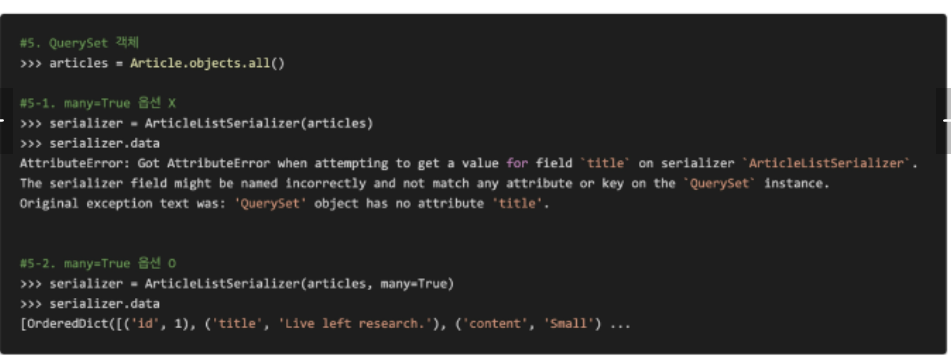 #5. QuerySet 객체
>>> articles = Article.objects.all()
#5-1. many=True 옵션 X
>>> serializer = ArticleListSerializer(articles)
>>> serializer.data
AttributeError: Got AttributeError when attempting to get a value for field `title` on serializer `ArticleListSerializer`.
The serializer field might be named incorrectly and not match any attribute or key on the `QuerySet` instance.
Original exception text was: 'QuerySet' object has no attribute 'title'.
#5-2. many=True 옵션 O
>>> serializer = ArticleListSerializer(articles, many=True)
>>> serializer.data
[OrderedDict([('id', 1), ('title', 'Live left research.'), ('content', 'Small') ...